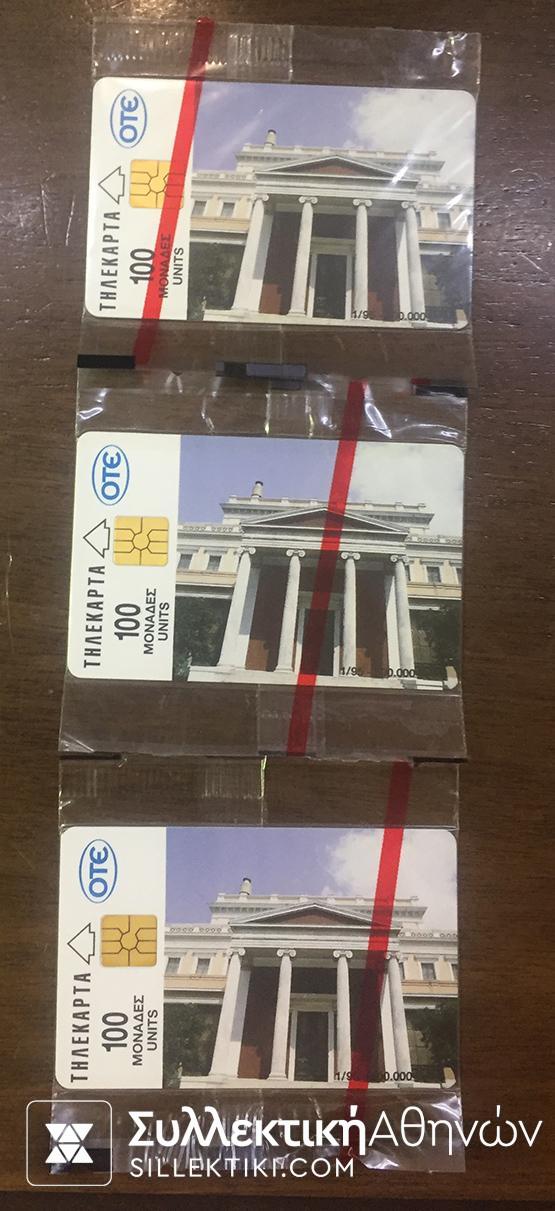 ΟΤΕ
ΤΗΛΕΚΑΡΤΑ
100
ΜΟΝΑΔΕΣ
UNITS
ΟΤΕ
ΤΗΛΕΚΑΡΤΑ
100
ΜΟΝΑΔΕΣ
UNITS
ΟΤΕ
ΤΗΛΕΚΑΡΤΑ
100
ΜΟΝΑΔΕΣ
UNITS
ΣυλλεκτικήΑθηνών
SILLEKTIKI.COM